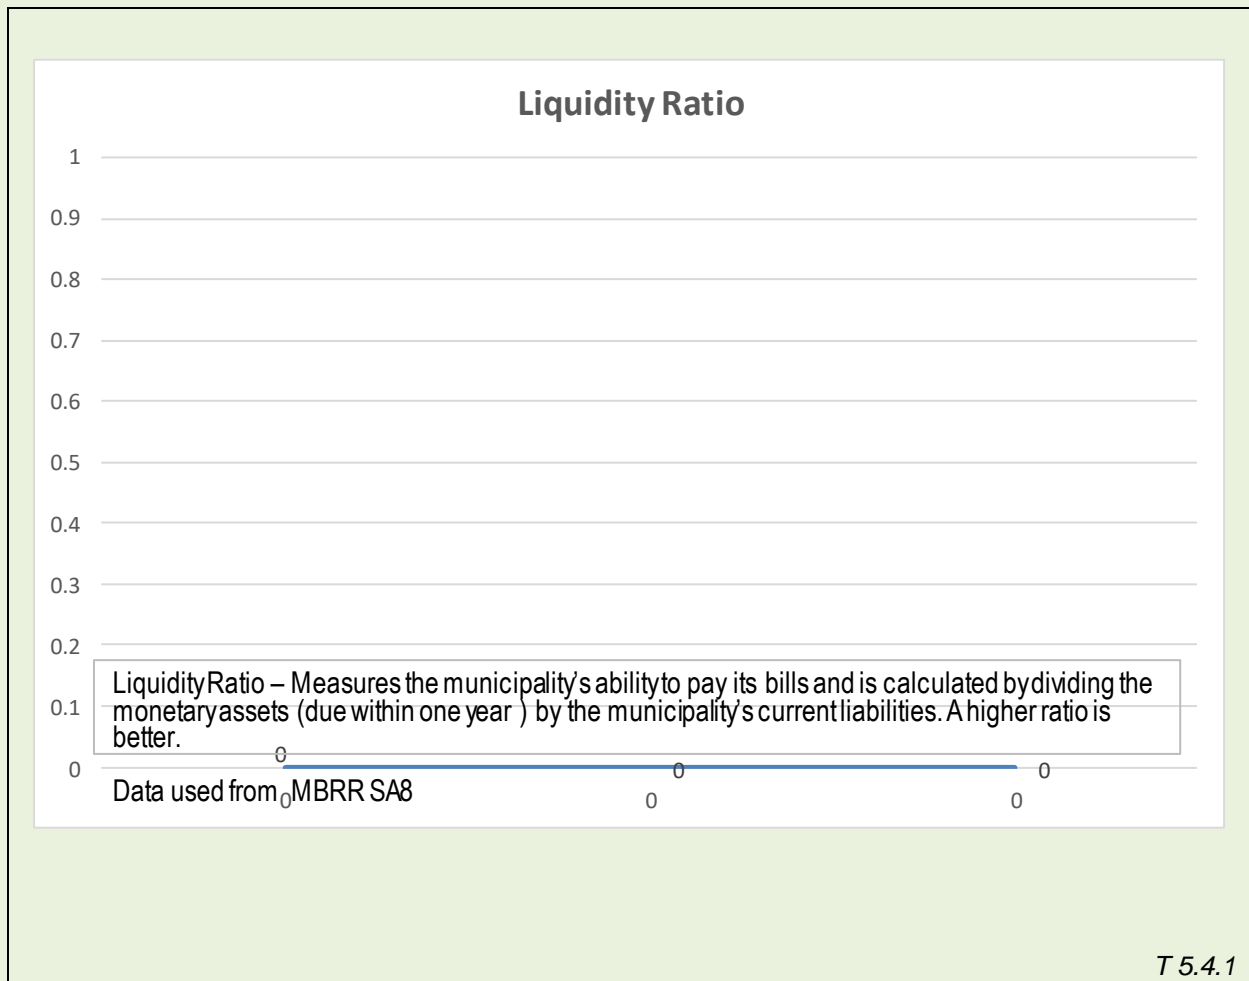 Liquidity Ratio
1
0.9
0.8
0.7
0.6
0.5
0.4
0.3
0.2
0.1
0
Liquidity Ratio – Measures the municipality’s ability to pay its bills and is calculated by dividing the
monetary assets (due within one year ) by the municipality’s current liabilities. A higher ratio is
better.
0
0
0
Data used from MBRR SA8
0
0
0
T 5.4.1